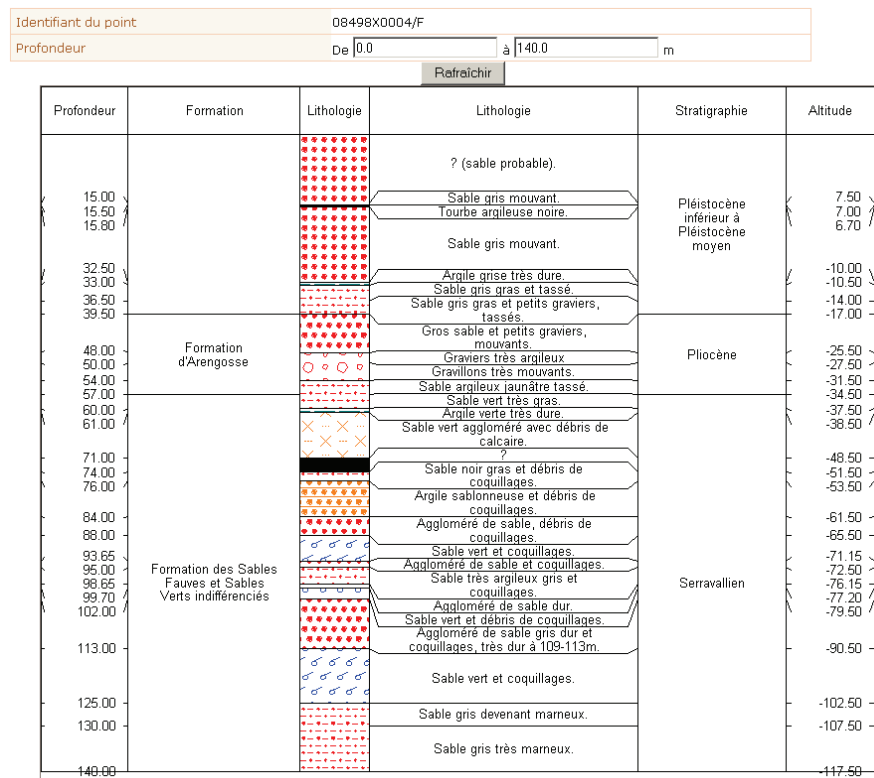 Identifiant du point 08498X0004/F
Profondeur De 0.0 à 140.0 m
Rafraîchir
Profondeur Formation Lithologie Lithologie Stratigraphie Altitude
? (sable probable).
15.00 Sable gris mouvant. 7.50
15.50 Tourbe argileuse noire. 7.00
15.80 6.70
Pléistocène
inférieur à
Pléistocène
moyen
Sable gris mouvant.
32.50 Argile grise très dure. -10.00
33.00 Sable gris gras et tassé. -10.50
36.50 Sable gris gras et petits graviers, -14.00
tassés.
39.50 -17.00
Gros sable et petits graviers,
mouvants.
Formation
d'Arengosse
Pliocène
48.00 Graviers très argileux -25.50
50.00 Gravillons très mouvants. -27.50
54.00 Sable argileux jaunâtre tassé. -31.50
57.00 Sable vert très gras. -34.50
60.00 Argile verte très dure. -37.50
61.00 Sable vert aggloméré avec débris de -38.50
calcaire.
71.00 ? -48.50
74.00 Sable noir gras et débris de -51.50
coquillages.
76.00 -53.50
Argile sablonneuse et débris de
coquillages.
84.00 Aggloméré de sable, débris de -61.50
coquillages.
88.00 -65.50
93.65 Sable vert et coquillages. -71.15
95.00 Aggloméré de sable et coquillages. -72.50
98.65 Sable très argileux gris et -76.15
coquillages.
99.70 Aggloméré de sable dur. -77.20
102.00 Sable vert et débris de coquillages. -79.50
Formation des Sables
Fauves et Sables
Verts indifférenciés
Serravallien
Aggloméré de sable gris dur et
coquillages, très dur à 109-113m.
113.00 -90.50
Sable vert et coquillages.
125.00 -102.50
Sable gris devenant marneux.
130.00 -107.50
Sable gris très marneux.
140.00 -117.50